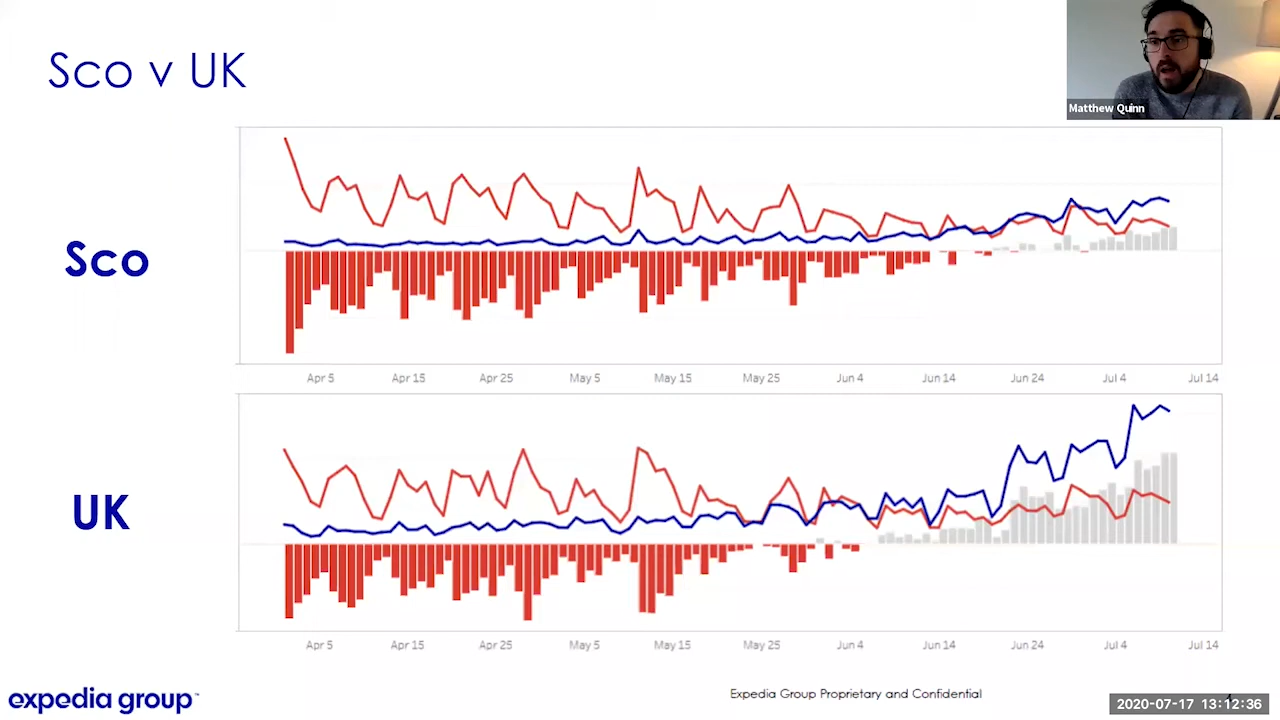 Sco v UK
Matthew Quinn
Sco
Apr 5 Apr 15 Apr 25 May 5 May 15 May 25 Jun 4 Jun 14 Jun 24 Jul 4 Jul 14
UK
Apr 5 Apr 15 Apr 25 May 5 May 15 May 25 Jun 4 Jun 14 Jun 24 Jul 4 Jul 14
expedia group™
Expedia Group Proprietary and Confidential
2020-07-17 13:12:36